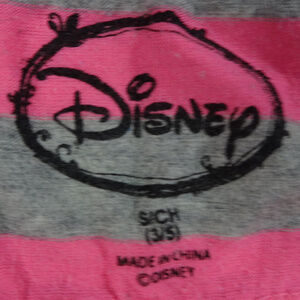 Disney
S/CH
(3/5)
MADE IN CHINA
©DISNEY